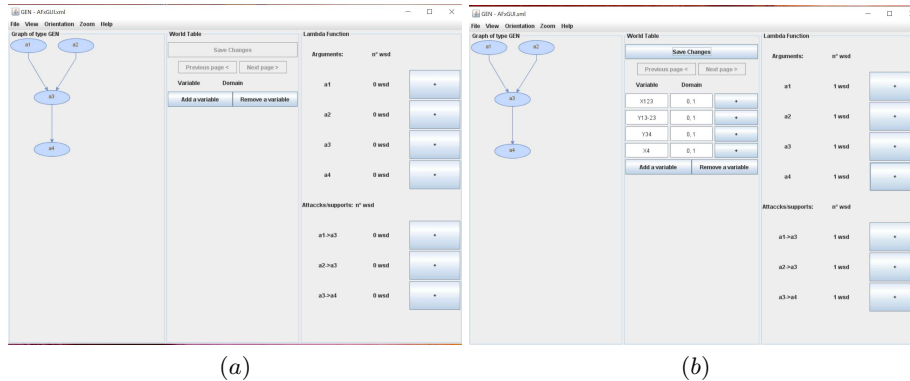 GEN - AFxGUI.xml
File View Orientation Zoom Help
Graph of type GEN
a1
a2
a3
a4
World Table
Save Changes
Previous page < Next page >
Variable Domain
Add a variable Remove a variable
Lambda Function
Arguments: n° wsd
a1 0 wsd +
a2 0 wsd +
a3 0 wsd +
a4 0 wsd +
Attaccks/supports: n° wsd
a1->a3 0 wsd +
a2->a3 0 wsd +
a3->a4 0 wsd +
(a)
GEN - AFxGUI.xml
File View Orientation Zoom Help
Graph of type GEN
a1
a2
a3
a4
World Table
Save Changes
Previous page < Next page >
Variable Domain
X123 0, 1 +
Y13-23 0, 1 +
Y34 0, 1 +
X4 0, 1 +
Add a variable Remove a variable
Lambda Function
Arguments: n° wsd
a1 1 wsd +
a2 1 wsd +
a3 1 wsd +
a4 1 wsd +
Attaccks/supports: n° wsd
a1->a3 1 wsd +
a2->a3 1 wsd +
a3->a4 1 wsd +
(b)